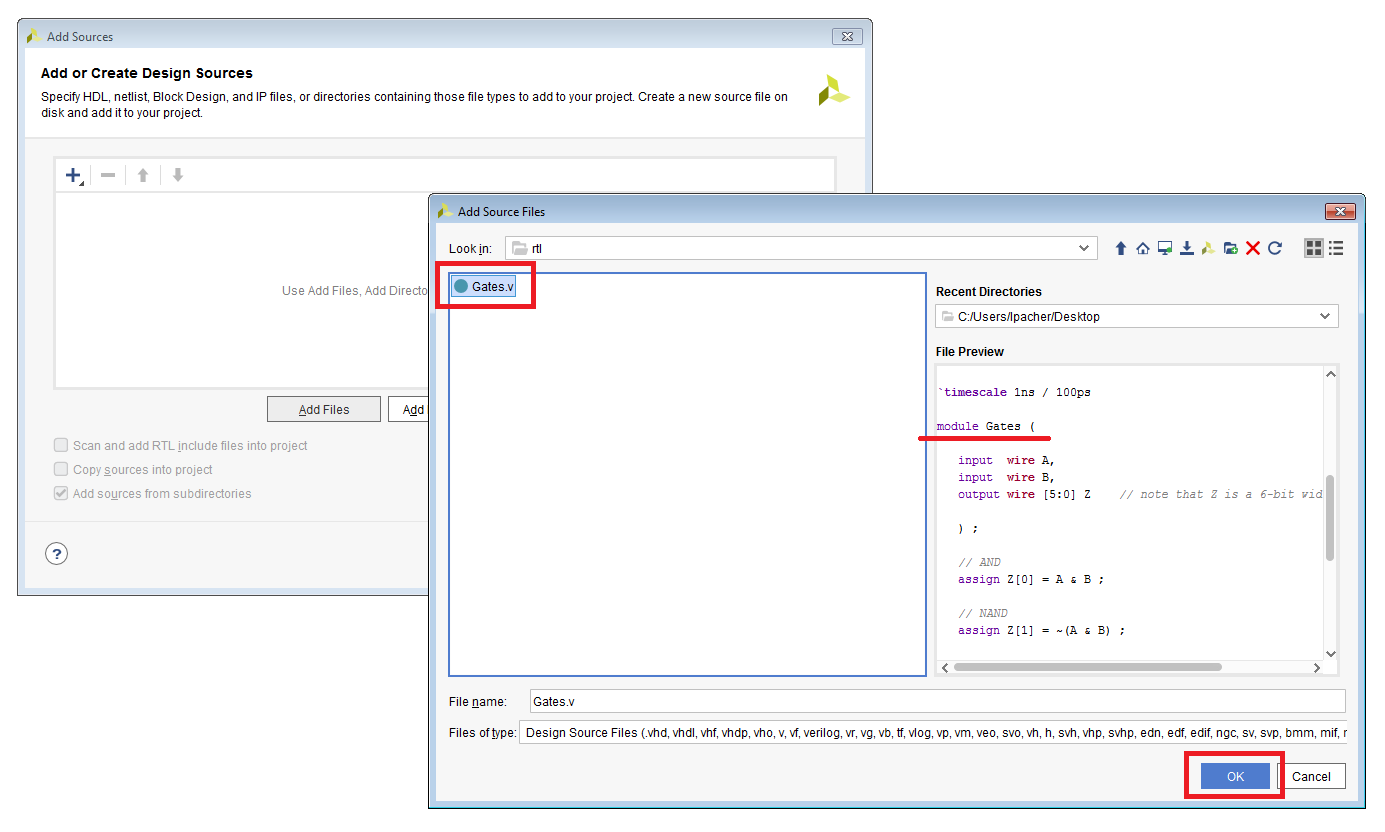 Add Sources
Add or Create Design Sources
Specify HDL, netlist, Block Design, and IP files, or directories containing those file types to add to your project. Create a new source file on
disk and add it to your project.
Use Add Files, Add Directo
Add Files
Add
Scan and add RTL include files into project
Copy sources into project
Add sources from subdirectories
?
Add Source Files
Look in:
rtl
Gates.v
Recent Directories
C:/Users/lpacher/Desktop
File Preview
`timescale 1ns / 100ps
module Gates (
input  wire A,
input  wire B,
output wire [5:0] Z    // note that Z is a 6-bit wid
) ;
// AND
assign Z[0] = A & B ;
// NAND
assign Z[1] = ~(A & B) ;
File name:
Gates.v
Files of type:
Design Source Files (.vhd, vhdl, vhf, vhdp, vho, v, vf, verilog, vr, vg, vb, tf, vlog, vp, vm, veo, svo, vh, h, svh, vhp, svhp, edn, edf, edif, ngc, sv, svp, bmm, mif,
OK
Cancel